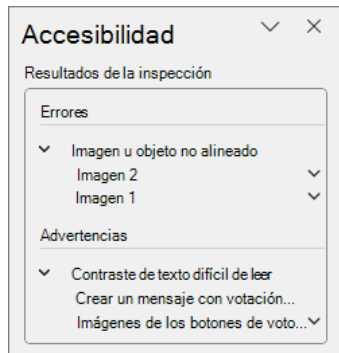 Accesibilidad
Resultados de la inspección
Errores
Imagen u objeto no alineado
Imagen 2
Imagen 1
Advertencias
Contraste de texto difícil de leer
Crear un mensaje con votación...
Imágenes de los botones de voto...